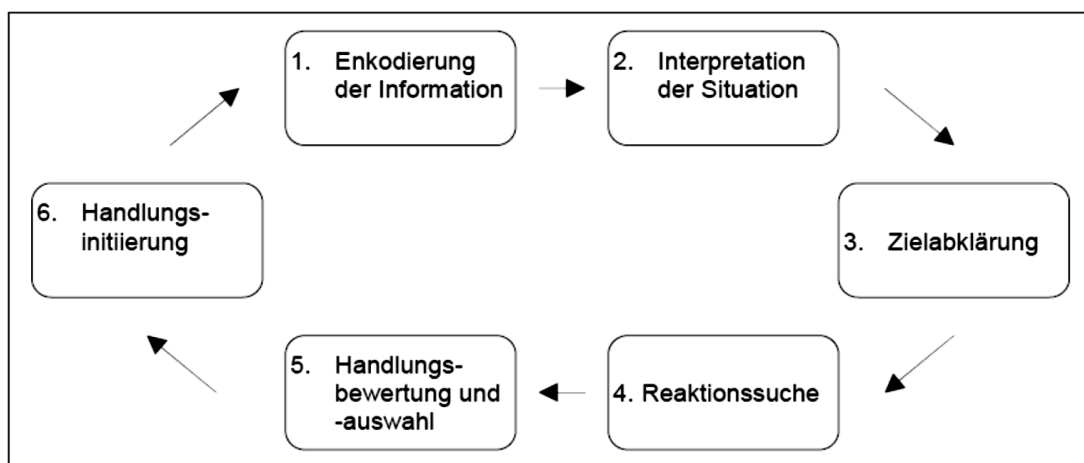 1. Enkodierung
der Information
2. Interpretation
der Situation
3. Zielabklärung
4. Reaktionssuche
5. Handlungs-
bewertung und
-auswahl
6. Handlungs-
initiierung